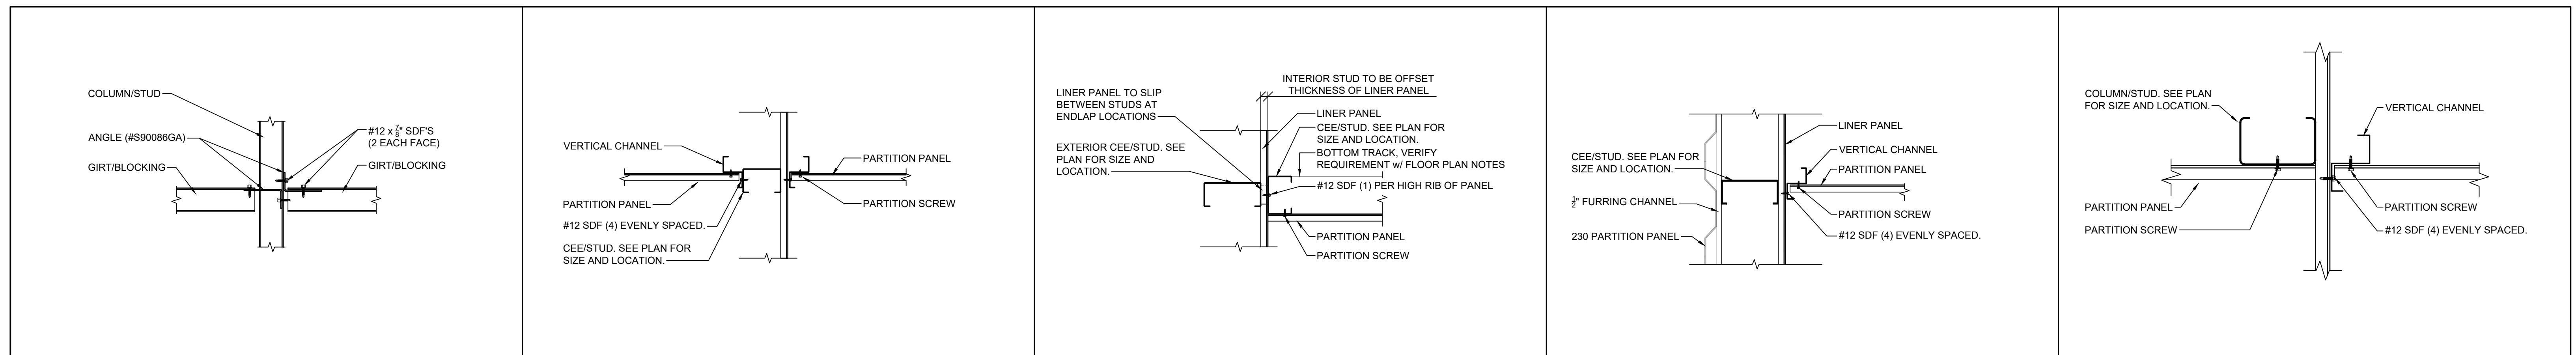 COLUMN/STUD
ANGLE (#S90086GA)
GIRT/BLOCKING
#12 x 7/8" SDF'S
(2 EACH FACE)
GIRT/BLOCKING
VERTICAL CHANNEL
PARTITION PANEL
#12 SDF (4) EVENLY SPACED.
CEE/STUD. SEE PLAN FOR
SIZE AND LOCATION.
PARTITION PANEL
PARTITION SCREW
LINER PANEL TO SLIP
BETWEEN STUDS AT
ENDLAP LOCATIONS
EXTERIOR CEE/STUD. SEE
PLAN FOR SIZE AND
LOCATION.
INTERIOR STUD TO BE OFFSET
THICKNESS OF LINER PANEL
LINER PANEL
CEE/STUD. SEE PLAN FOR
SIZE AND LOCATION.
BOTTOM TRACK, VERIFY
REQUIREMENT w/ FLOOR PLAN NOTES
#12 SDF (1) PER HIGH RIB OF PANEL
PARTITION PANEL
PARTITION SCREW
CEE/STUD. SEE PLAN FOR
SIZE AND LOCATION.
1/2" FURRING CHANNEL
230 PARTITION PANEL
LINER PANEL
VERTICAL CHANNEL
PARTITION PANEL
PARTITION SCREW
#12 SDF (4) EVENLY SPACED.
COLUMN/STUD. SEE PLAN
FOR SIZE AND LOCATION.
PARTITION PANEL
PARTITION SCREW
VERTICAL CHANNEL
PARTITION SCREW
#12 SDF (4) EVENLY SPACED.